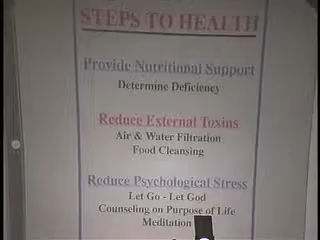 STEPS TO HEALTH
Provide Nutritional Support
Determine Deficiency
Reduce External Toxins
Air & Water Filtration
Food Cleansing
Reduce Psychological Stress
Let Go - Let God
Counseling on Purpose of Life
Meditation